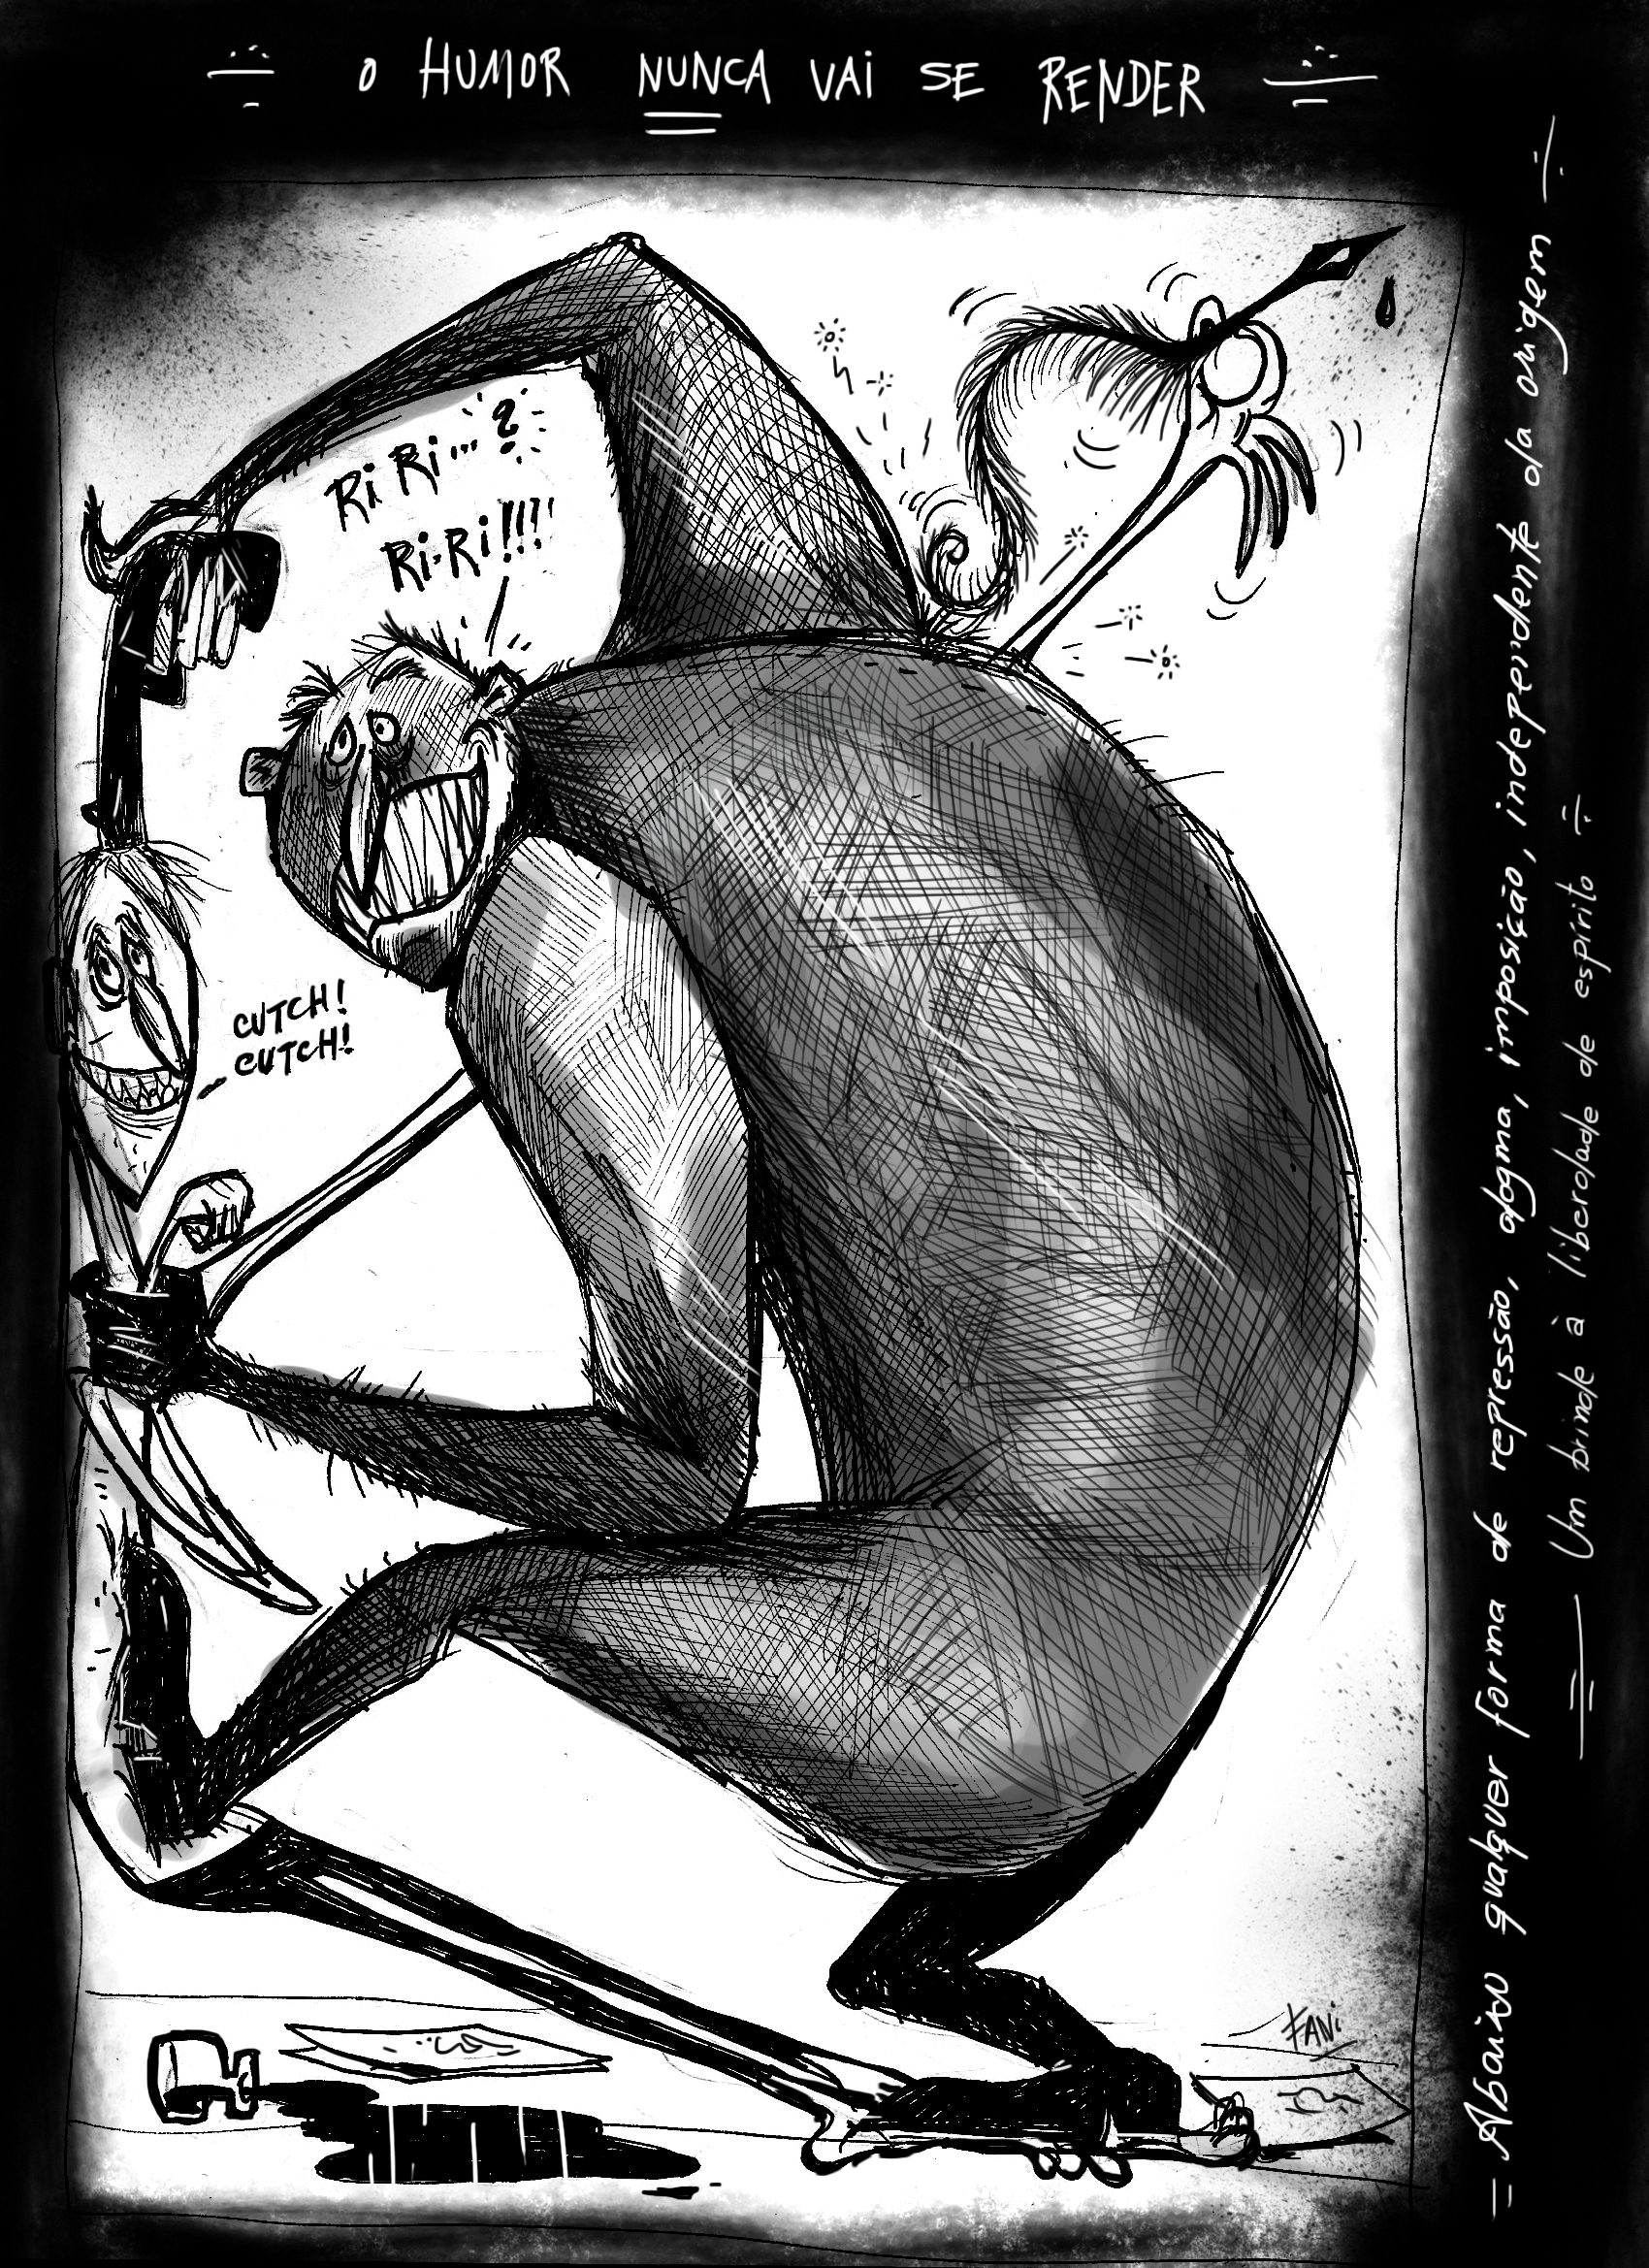 O HUMOR NUNCA VAI SE RENDER
Ri Ri...?
Ri-Ri!!!!
CUTCH!
CUTCH!
FANi
Abaixo qualquer forma de repressão, dogma, imposição, independente da origem
Um brinde à liberdade de espírito